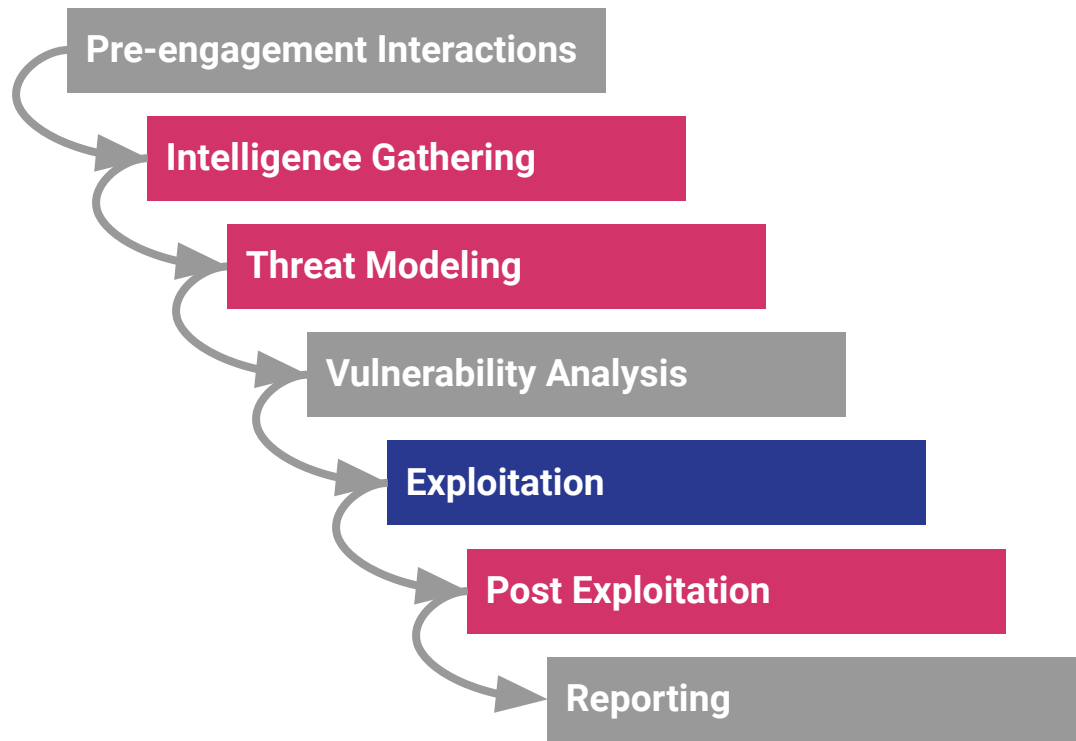 Pre-engagement Interactions
Intelligence Gathering
Threat Modeling
Vulnerability Analysis
Exploitation
Post Exploitation
Reporting